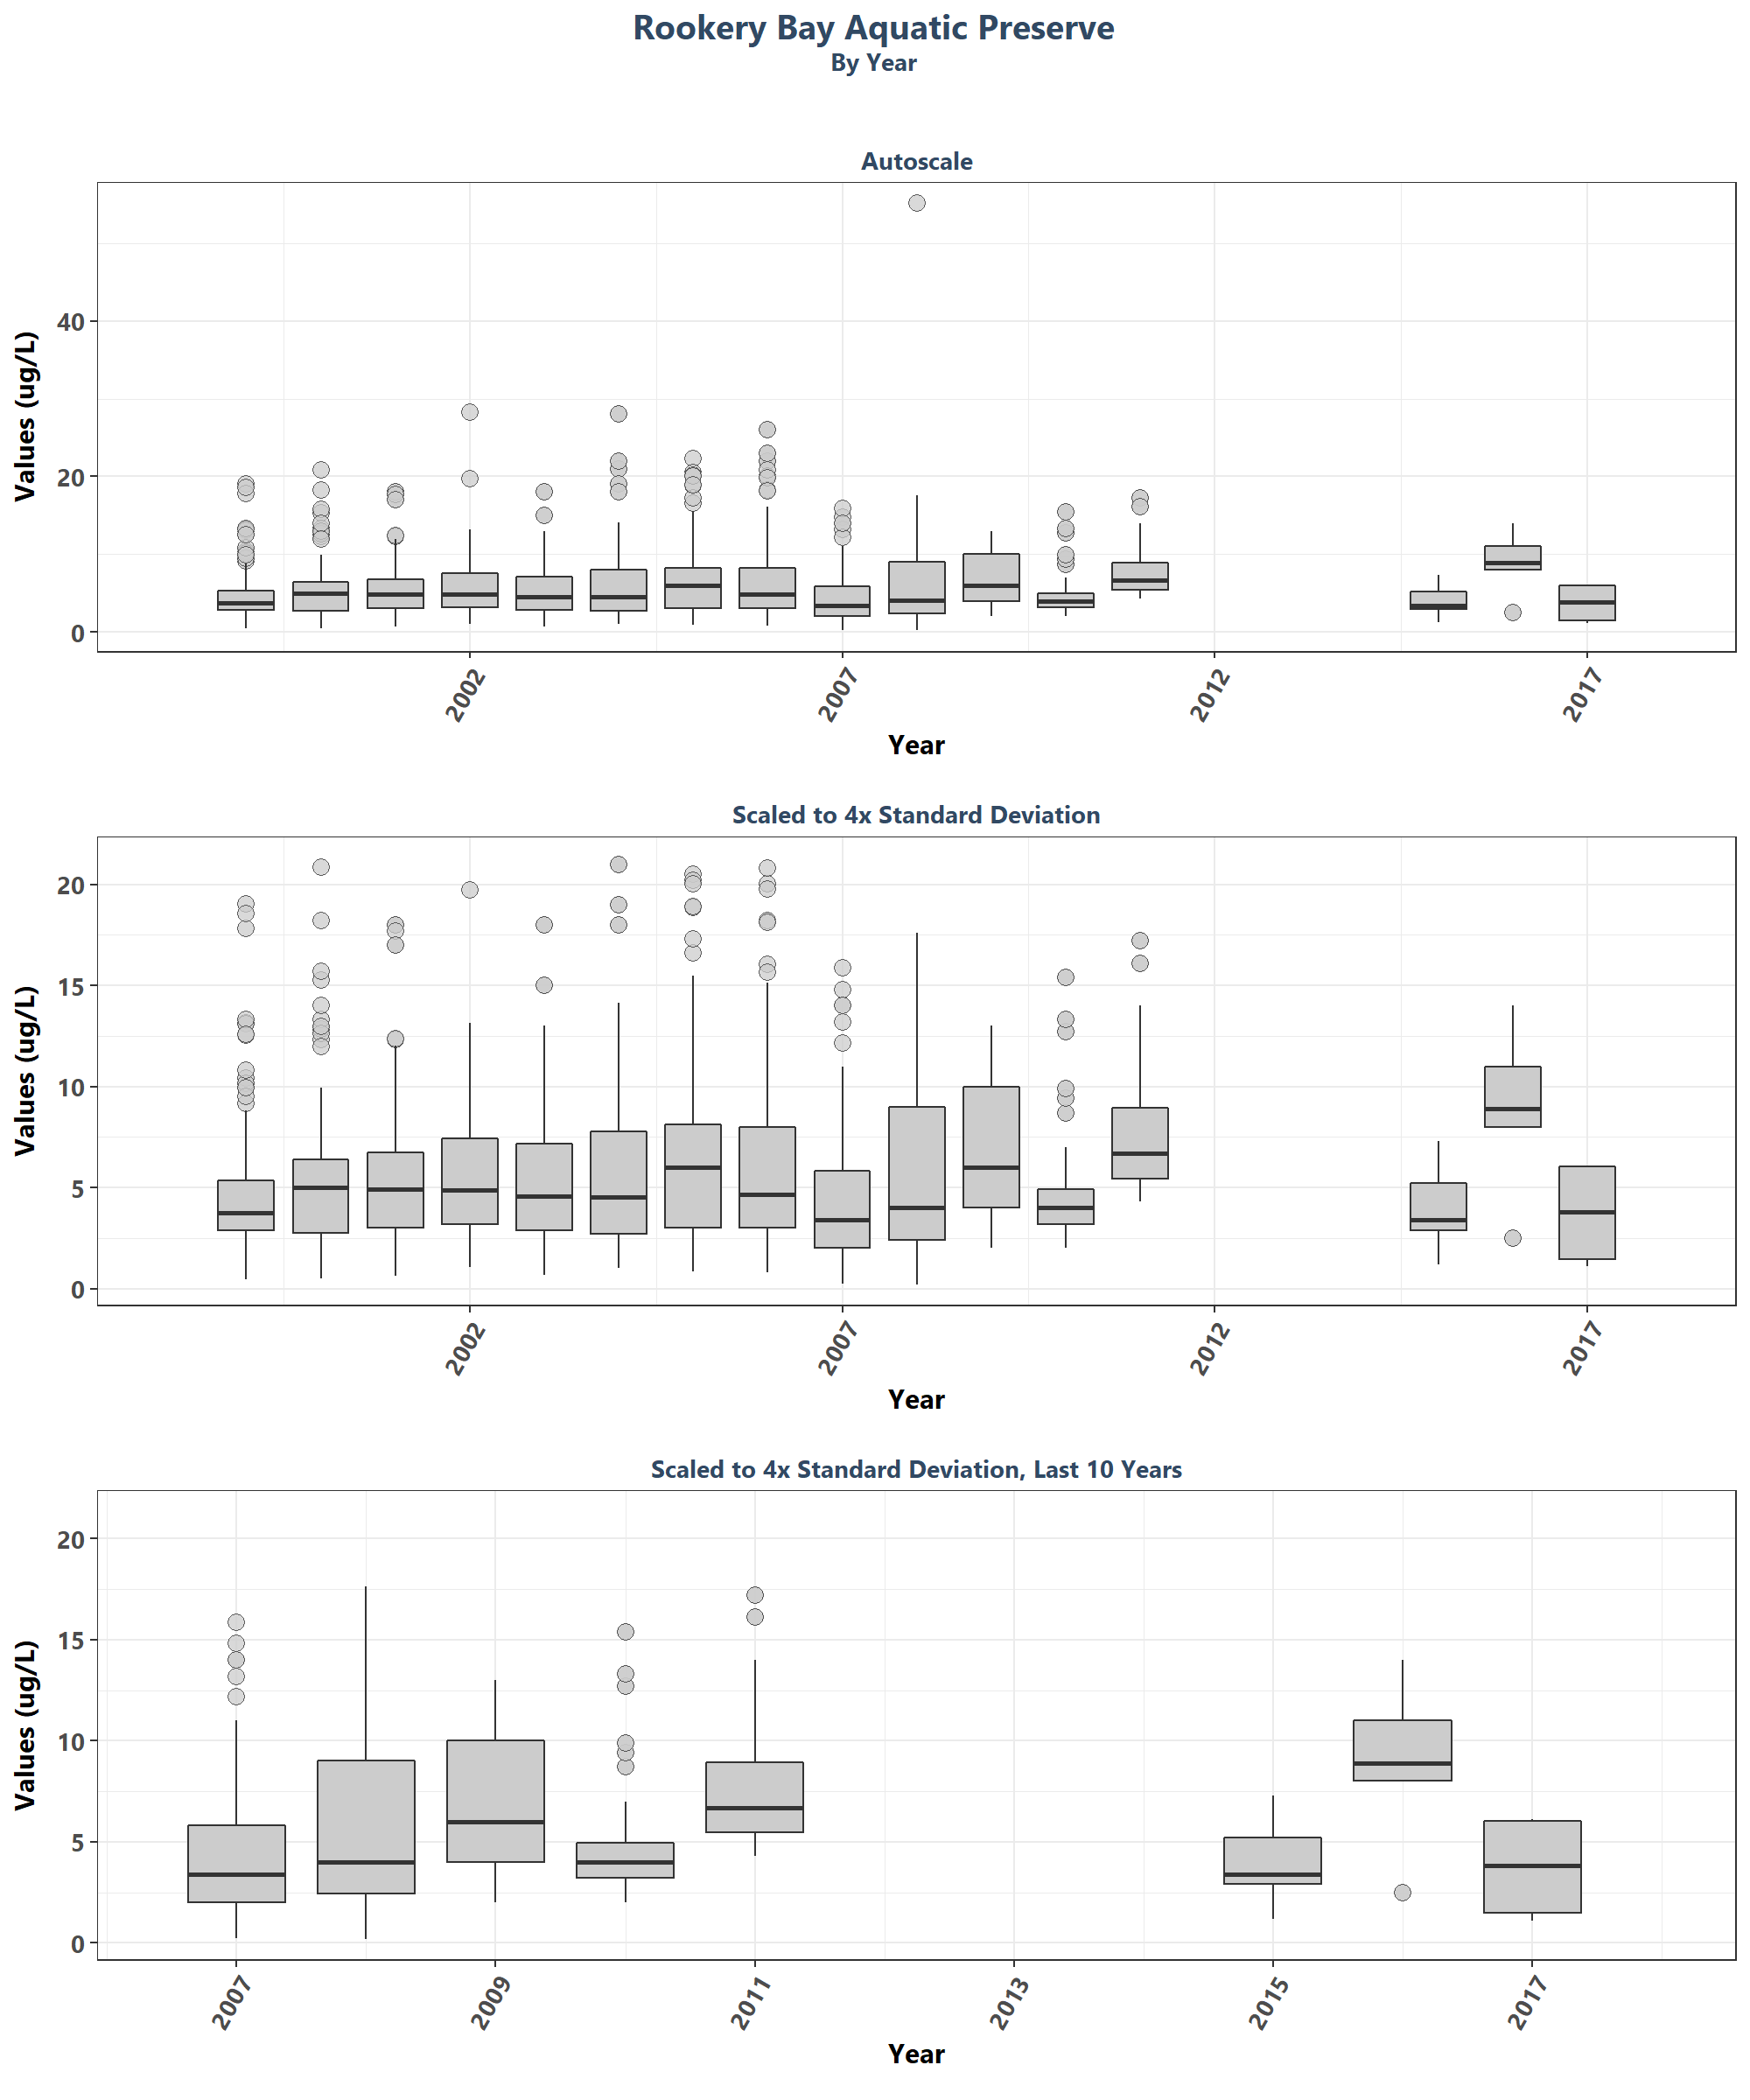 Rookery Bay Aquatic Preserve
By Year
Autoscale
Values (ug/L)
40
20
0
2002
2007
2012
2017
Year
Scaled to 4x Standard Deviation
Values (ug/L)
20
15
10
5
0
2002
2007
2012
2017
Year
Scaled to 4x Standard Deviation, Last 10 Years
Values (ug/L)
20
15
10
5
0
2007
2009
2011
2013
2015
2017
Year